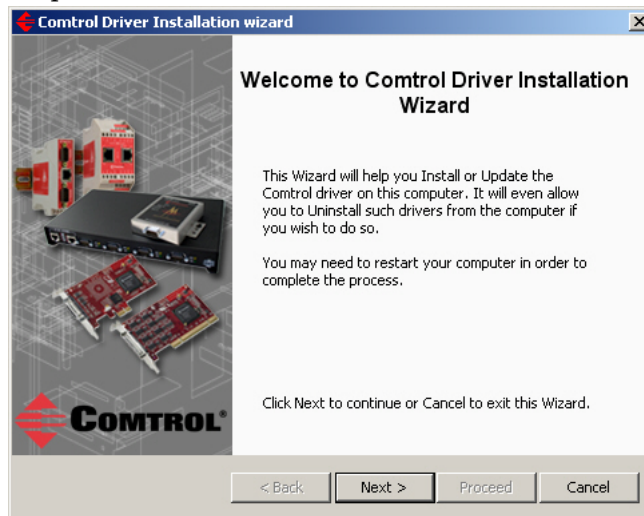 Comtrol Driver Installation wizard
Welcome to Comtrol Driver Installation
Wizard
This Wizard will help you Install or Update the
Comtrol driver on this computer. It will even allow
you to Uninstall such drivers from the computer if
you wish to do so.
You may need to restart your computer in order to
complete the process.
Click Next to continue or Cancel to exit this Wizard.
COMTROL®
< Back Next > Proceed Cancel